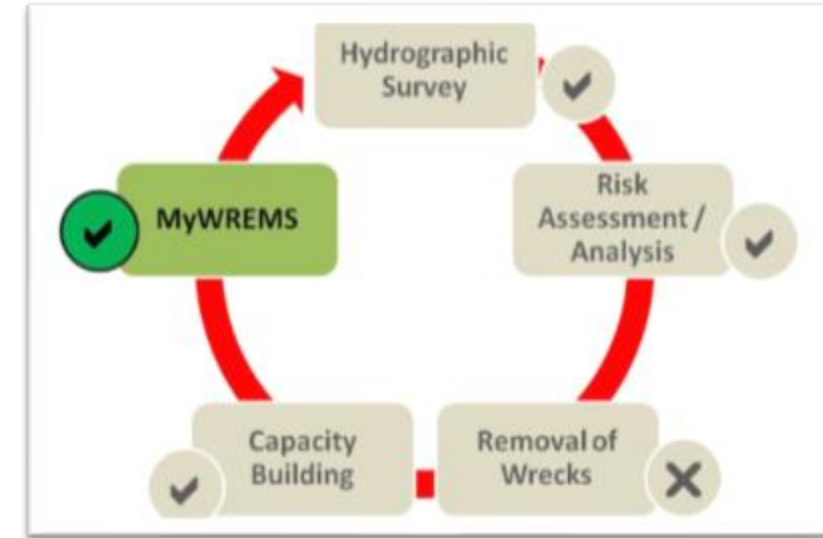 Hydrographic
Survey
Risk
Assessment /
Analysis
Removal of
Wrecks
Capacity
Building
MyWREMS